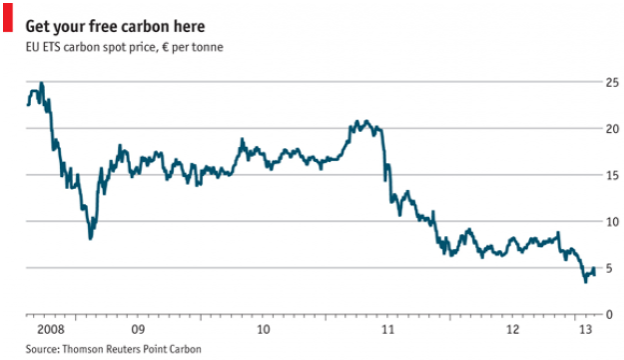 Get your free carbon here
EU ETS carbon spot price, € per tonne
25
20
15
10
5
0
2008 09 10 11 12 13
Source: Thomson Reuters Point Carbon